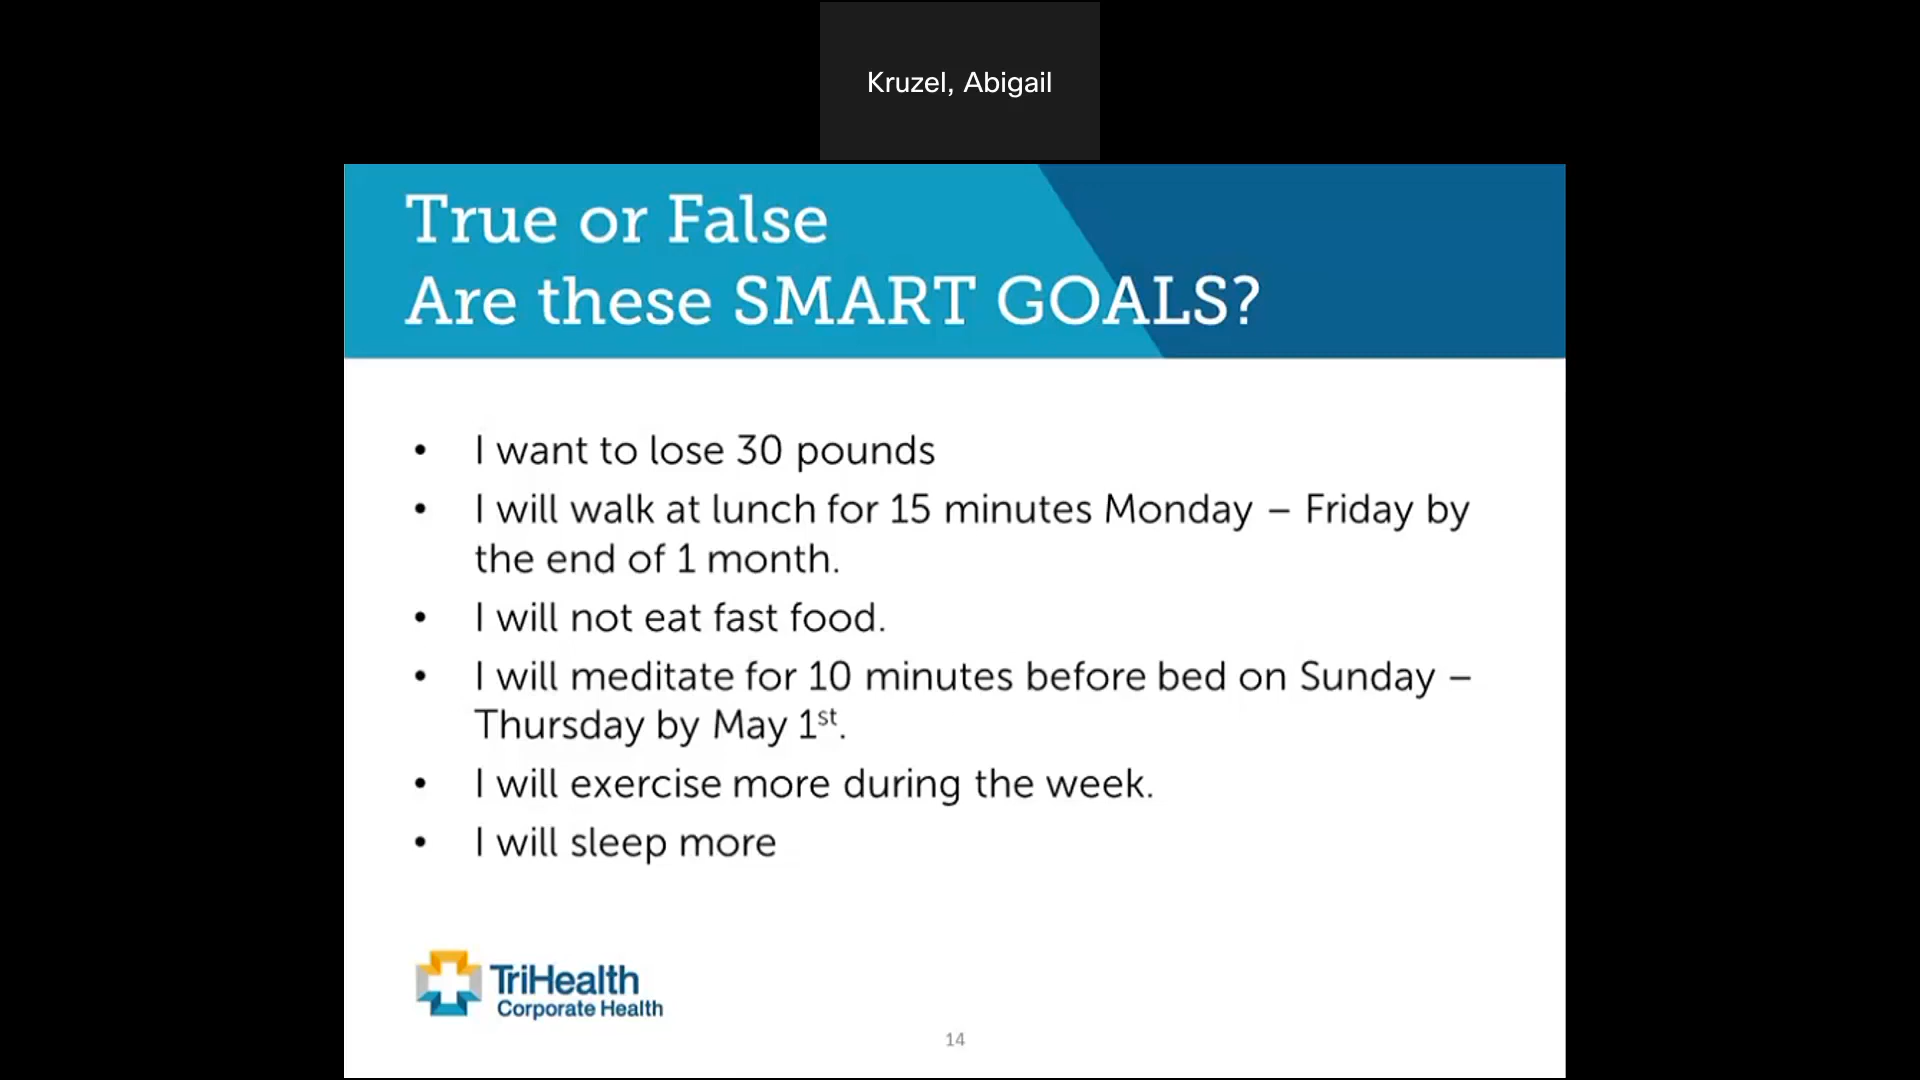 Kruzel, Abigail
True or False
Are these SMART GOALS?
• I want to lose 30 pounds
• I will walk at lunch for 15 minutes Monday – Friday by
the end of 1 month.
• I will not eat fast food.
• I will meditate for 10 minutes before bed on Sunday –
Thursday by May 1st.
• I will exercise more during the week.
• I will sleep more
TriHealth
Corporate Health
14